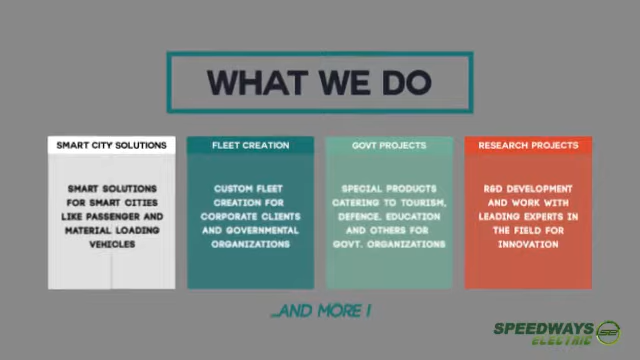 WHAT WE DO
SMART CITY SOLUTIONS
SMART SOLUTIONS
FOR SMART CITIES
LIKE PASSENGER AND
MATERIAL LOADING
VEHICLES
FLEET CREATION
CUSTOM FLEET
CREATION FOR
CORPORATE CLIENTS
AND GOVERNMENTAL
ORGANIZATIONS
GOVT PROJECTS
SPECIAL PRODUCTS
CATERING TO TOURISM,
DEFENCE, EDUCATION
AND OTHERS FOR
GOVT. ORGANIZATIONS
RESEARCH PROJECTS
R&D DEVELOPMENT
AND WORK WITH
LEADING EXPERTS IN
THE FIELD FOR
INNOVATION
...AND MORE !
SPEEDWAYS
ELECTRIC